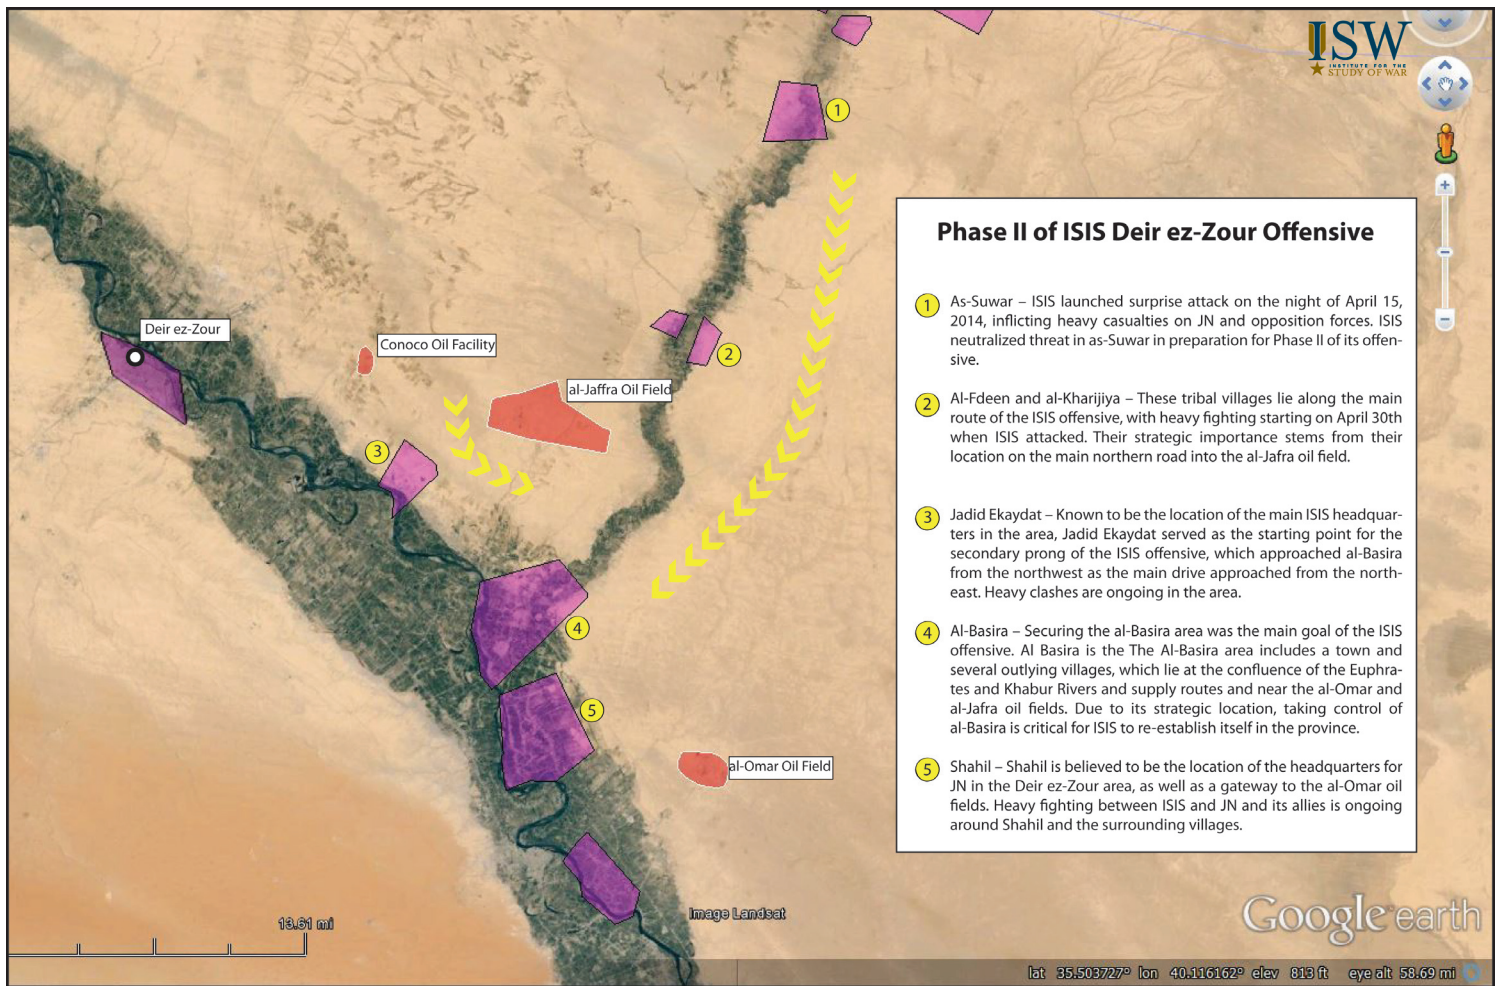 ISW
INSTITUTE FOR THE
STUDY OF WAR
1
Phase II of ISIS Deir ez-Zour Offensive
1 As-Suwar – ISIS launched surprise attack on the night of April 15,
2014, inflicting heavy casualties on JN and opposition forces. ISIS
neutralized threat in as-Suwar in preparation for Phase II of its offen-
sive.
2 Al-Fdeen and al-Kharijiya – These tribal villages lie along the main
route of the ISIS offensive, with heavy fighting starting on April 30th
when ISIS attacked. Their strategic importance stems from their
location on the main northern road into the al-Jafra oil field.
3 Jadid Ekaydat – Known to be the location of the main ISIS headquar-
ters in the area, Jadid Ekaydat served as the starting point for the
secondary prong of the ISIS offensive, which approached al-Basira
from the northwest as the main drive approached from the north-
east. Heavy clashes are ongoing in the area.
4 Al-Basira – Securing the al-Basira area was the main goal of the ISIS
offensive. Al Basira is the The Al-Basira area includes a town and
several outlying villages, which lie at the confluence of the Euphra-
tes and Khabur Rivers and supply routes and near the al-Omar and
al-Jafra oil fields. Due to its strategic location, taking control of
al-Basira is critical for ISIS to re-establish itself in the province.
5 Shahil – Shahil is believed to be the location of the headquarters for
JN in the Deir ez-Zour area, as well as a gateway to the al-Omar oil
fields. Heavy fighting between ISIS and JN and its allies is ongoing
around Shahil and the surrounding villages.
Deir ez-Zour
Conoco Oil Facility
2
al-Jaffra Oil Field
3
4
5
al-Omar Oil Field
Image Landsat
13.61 mi
Google earth
lat 35.503727° lon 40.116162° elev 813 ft eye alt 58.69 mi